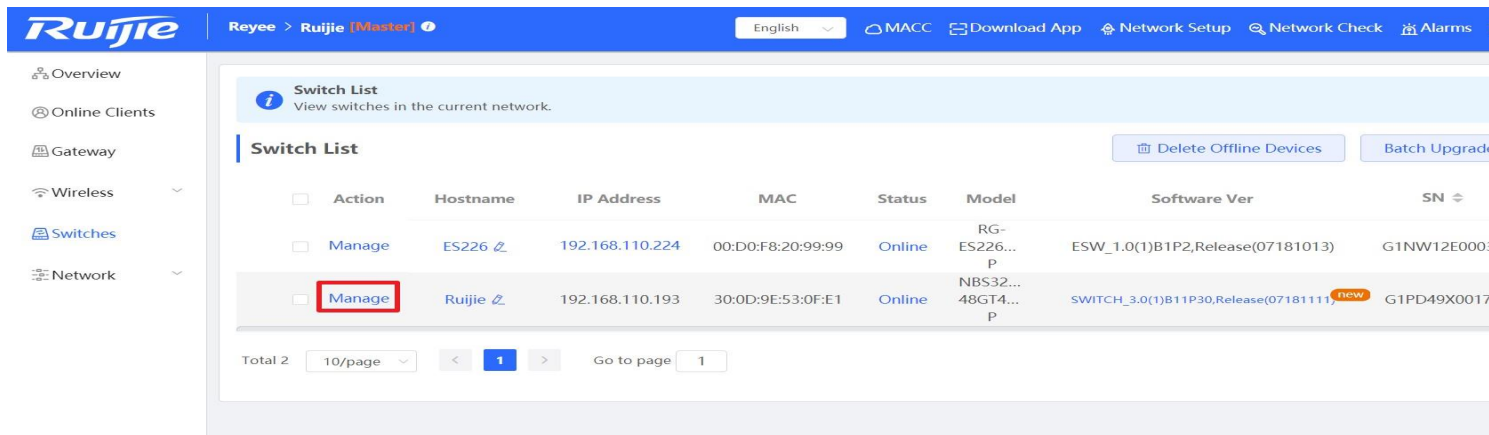 Ruijie
Reyee > Ruijie [Master]
English
MACC
Download App
Network Setup
Network Check
Alarms
Overview
Online Clients
Gateway
Wireless
Switches
Network
Switch List
View switches in the current network.
Switch List
Delete Offline Devices
Batch Upgrade
Action Hostname IP Address MAC Status Model Software Ver SN
Manage ES226 192.168.110.224 00:D0:F8:20:99:99 Online RG-ES226...P ESW_1.0(1)B1P2,Release(07181013) G1NW12E0003
Manage Ruijie 192.168.110.193 30:0D:9E:53:0F:E1 Online NBS32...48GT4...P SWITCH_3.0(1)B11P30,Release(07181111) new G1PD49X0017
Total 2 10/page < 1 > Go to page 1